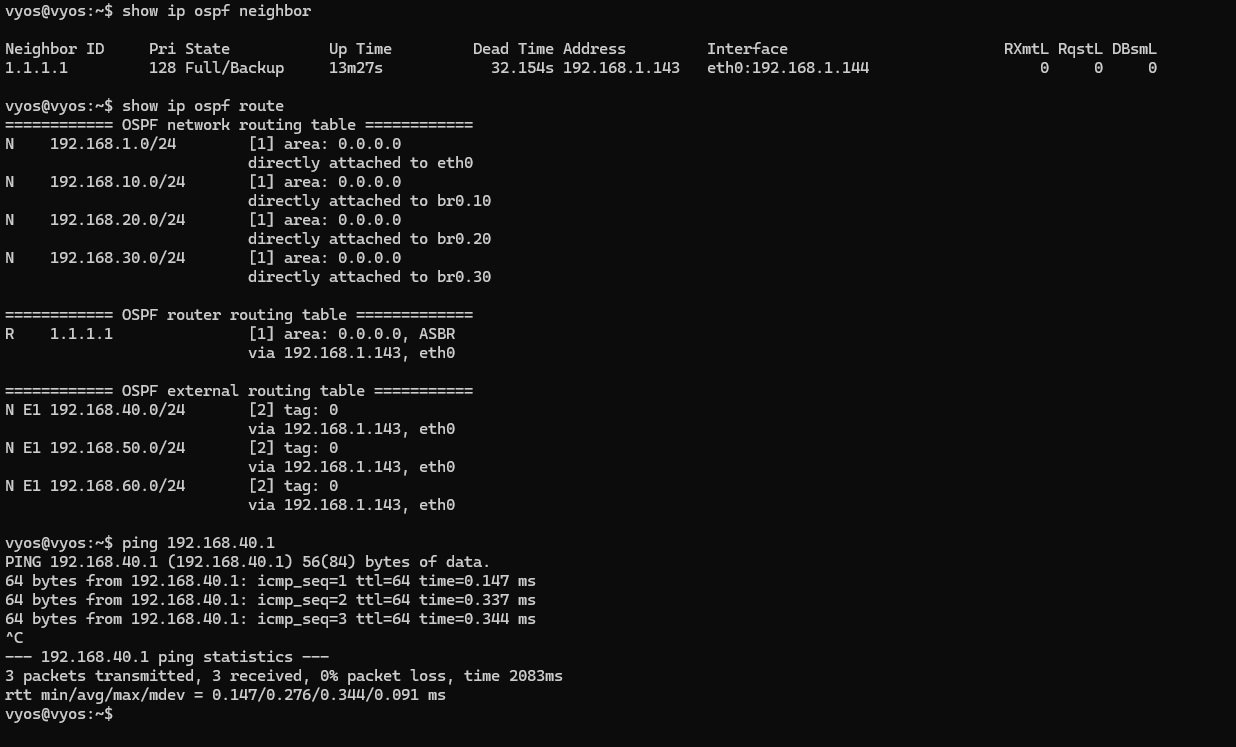 vyos@vyos:~$ show ip ospf neighbor
Neighbor ID     Pri State           Up Time         Dead Time Address         Interface                        RXmtL RqstL DBsmL
1.1.1.1         128 Full/Backup     13m27s            32.154s 192.168.1.143   eth0:192.168.1.144                   0     0     0
vyos@vyos:~$ show ip ospf route
============ OSPF network routing table ============
N    192.168.1.0/24        [1] area: 0.0.0.0
                           directly attached to eth0
N    192.168.10.0/24       [1] area: 0.0.0.0
                           directly attached to br0.10
N    192.168.20.0/24       [1] area: 0.0.0.0
                           directly attached to br0.20
N    192.168.30.0/24       [1] area: 0.0.0.0
                           directly attached to br0.30
============ OSPF router routing table =============
R    1.1.1.1               [1] area: 0.0.0.0, ASBR
                           via 192.168.1.143, eth0
============ OSPF external routing table ===========
N E1 192.168.40.0/24       [2] tag: 0
                           via 192.168.1.143, eth0
N E1 192.168.50.0/24       [2] tag: 0
                           via 192.168.1.143, eth0
N E1 192.168.60.0/24       [2] tag: 0
                           via 192.168.1.143, eth0
vyos@vyos:~$ ping 192.168.40.1
PING 192.168.40.1 (192.168.40.1) 56(84) bytes of data.
64 bytes from 192.168.40.1: icmp_seq=1 ttl=64 time=0.147 ms
64 bytes from 192.168.40.1: icmp_seq=2 ttl=64 time=0.337 ms
64 bytes from 192.168.40.1: icmp_seq=3 ttl=64 time=0.344 ms
^C
--- 192.168.40.1 ping statistics ---
3 packets transmitted, 3 received, 0% packet loss, time 2083ms
rtt min/avg/max/mdev = 0.147/0.276/0.344/0.091 ms
vyos@vyos:~$